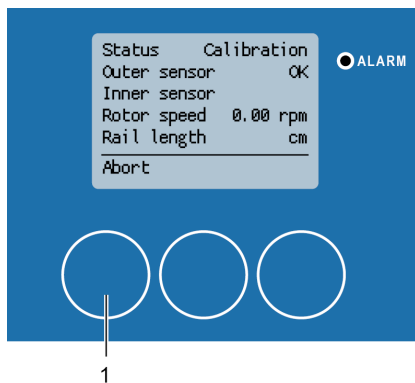 Status Calibration
Outer sensor OK
ALARM
Inner sensor
Rotor speed 0.00 rpm
Rail length cm
Abort
1